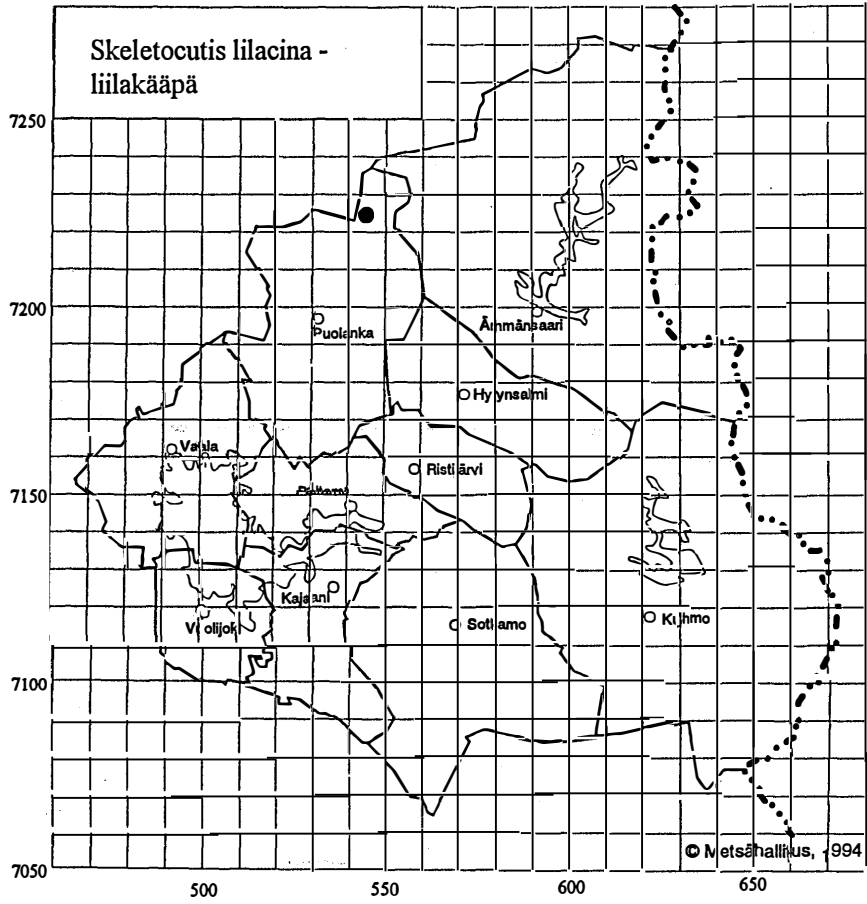 Skeletocutis lilacina -
liilakääpä
7250
7200
Ämmänsaari
Puolanka
Hyrynsalmi
Vaala
Ristijärvi
7150
Paltamo
Kajaani
Vuolijoki
Sotkamo
Kuhmo
7100
© Metsähallitus, 1994
7050
500
550
600
650